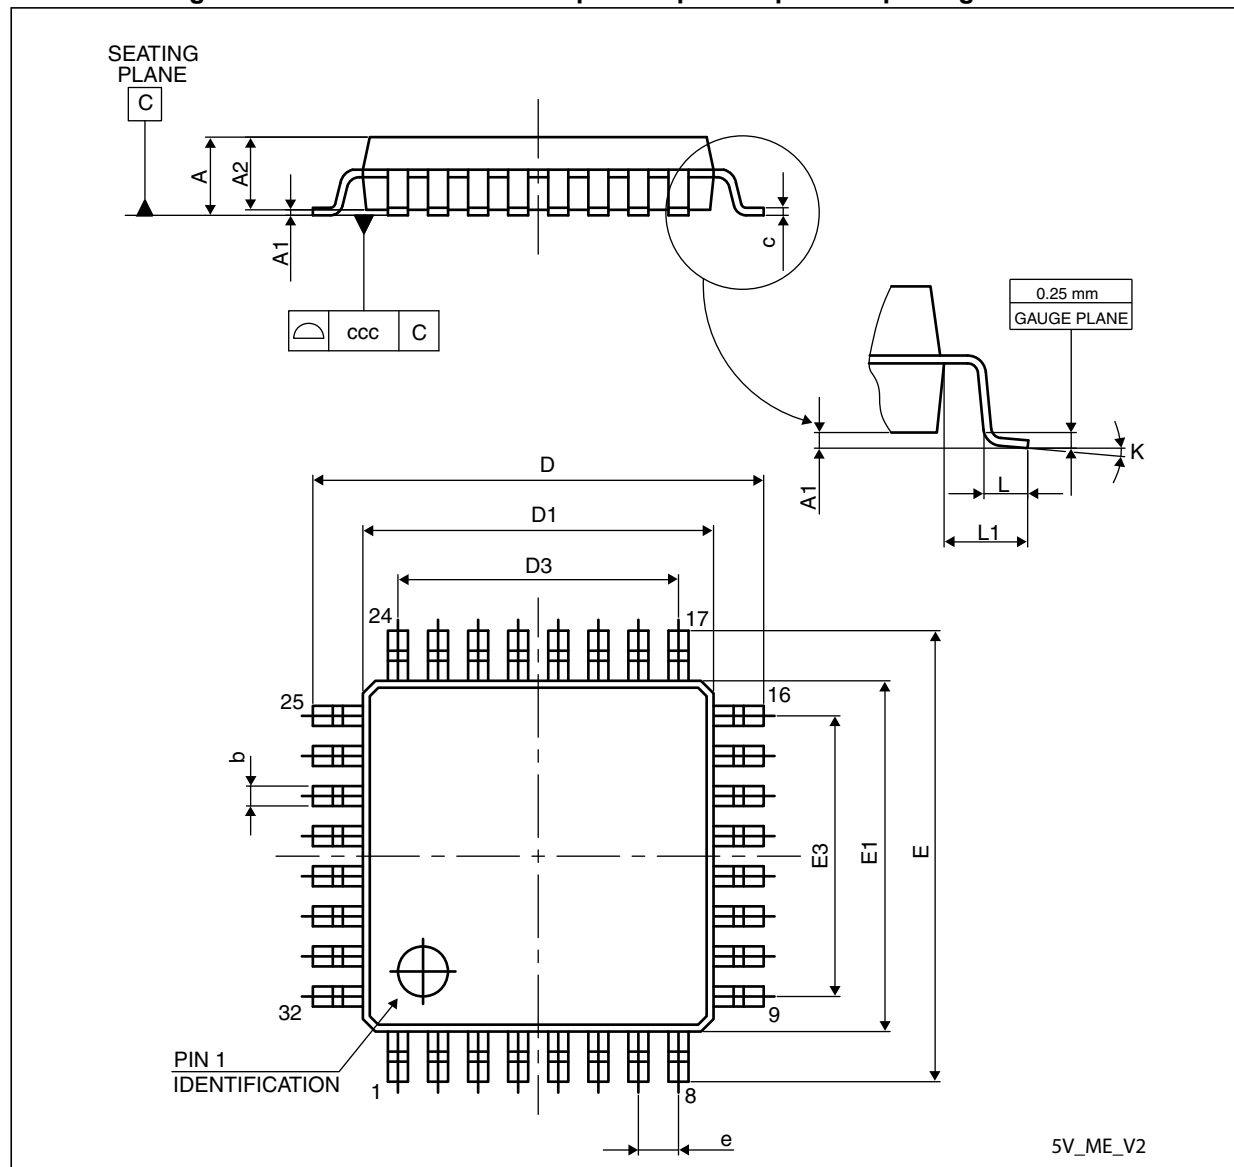 SEATING
PLANE
C
A
A2
A1
c
ccc C
0.25 mm
GAUGE PLANE
K
A1
L
L1
D
D1
D3
24
17
25
16
b
E3
E1
E
32
9
PIN 1
IDENTIFICATION
1
8
e
5V_ME_V2